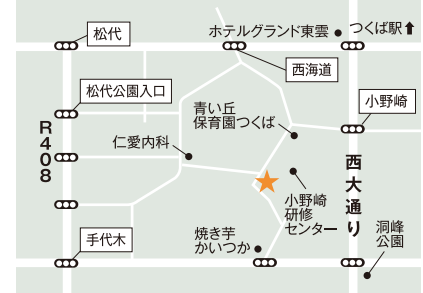 ホテルグランド東雲
つくば駅⬆
松代
西海道
松代公園入口
小野崎
青い丘
保育園つくば
R408
仁愛内科
西大通り
小野崎
研修
センター
焼き芋
かいつか
洞峰
公園
手代木